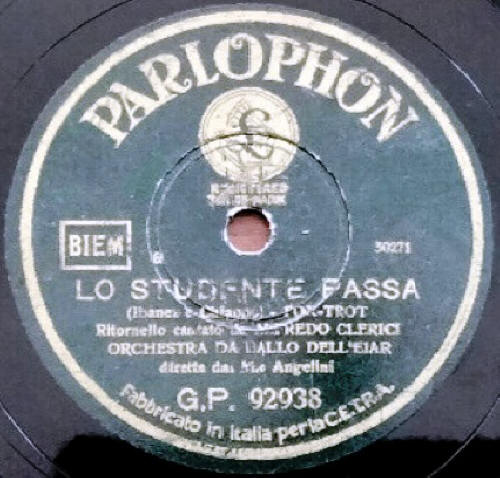 PARLOPHON
BIEM
50271
LO STUDENTE PASSA
(Ibanez e FOX-TROT
Ritornello cantato da ALFREDO CLERICI
ORCHESTRA DA BALLO DELL'EIAR
diretta dal M.o Angelini
G.P. 92938
Fabbricato in Italia per la C.E.T.R.A.